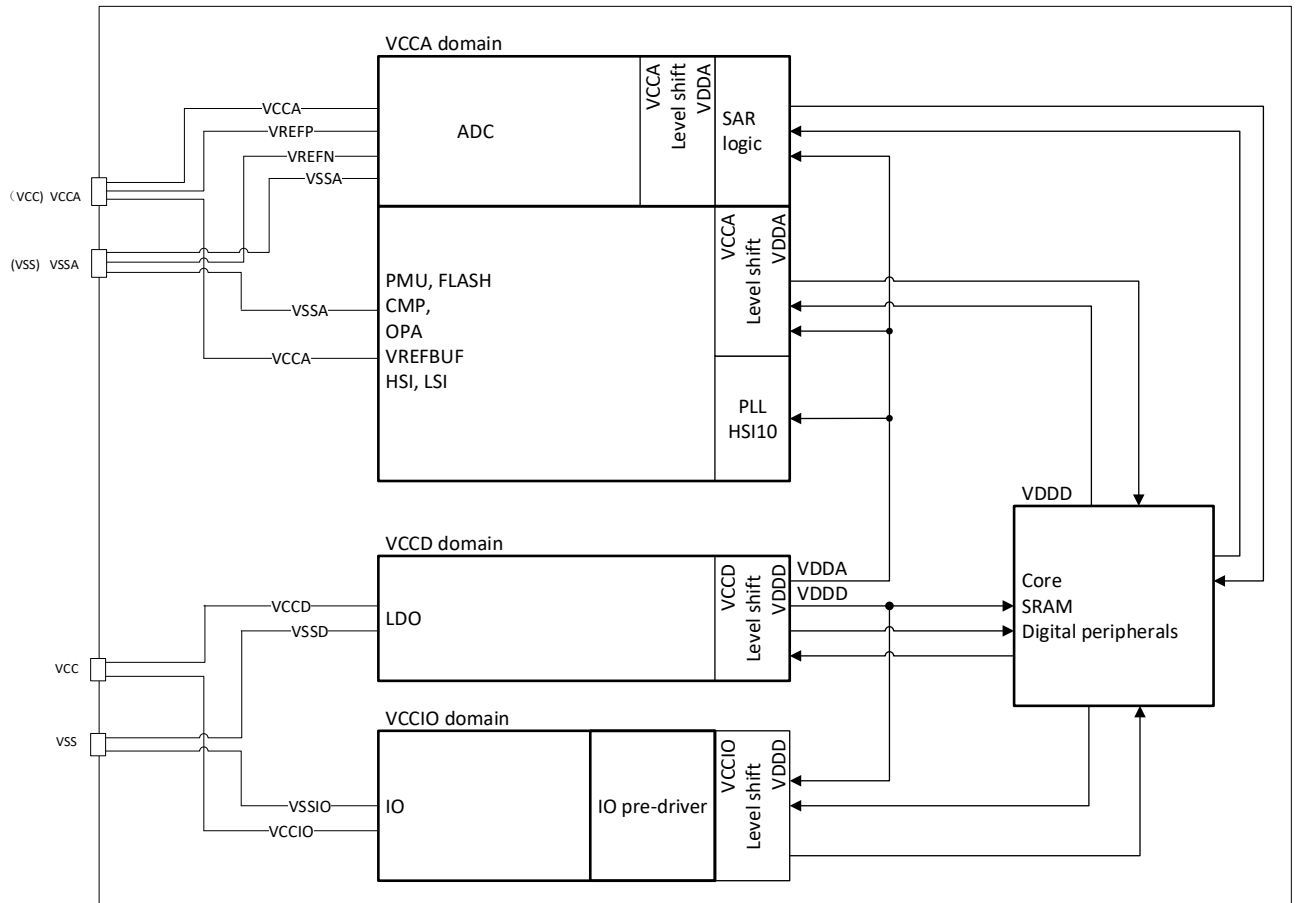 VCCA domain
VCCA
Level shift
VDDA
SAR
logic
ADC
VCCA
VREFP
VREFN
VSSA
（VCC) VCCA
(VSS) VSSA
VCCA
Level shift
VDDA
PMU, FLASH
CMP,
OPA
VREFBUF
HSI, LSI
VSSA
VCCA
PLL
HSI10
VDDD
Core
SRAM
Digital peripherals
VCCD domain
VCCD
Level shift
VDDD
VDDA
VDDD
VCCD
LDO
VSSD
VCC
VSS
VCCIO domain
VCCIO
Level shift
VDDD
VSSIO
IO
IO pre-driver
VCCIO